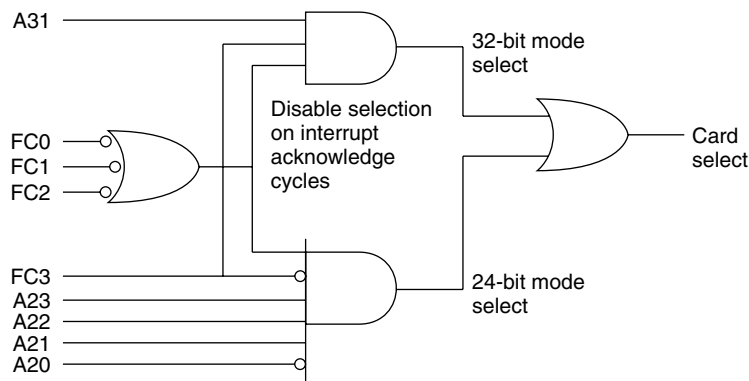 A31
32-bit mode
select
Disable selection
on interrupt
acknowledge
cycles
FC0
FC1
FC2
Card
select
FC3
A23
A22
A21
A20
24-bit mode
select